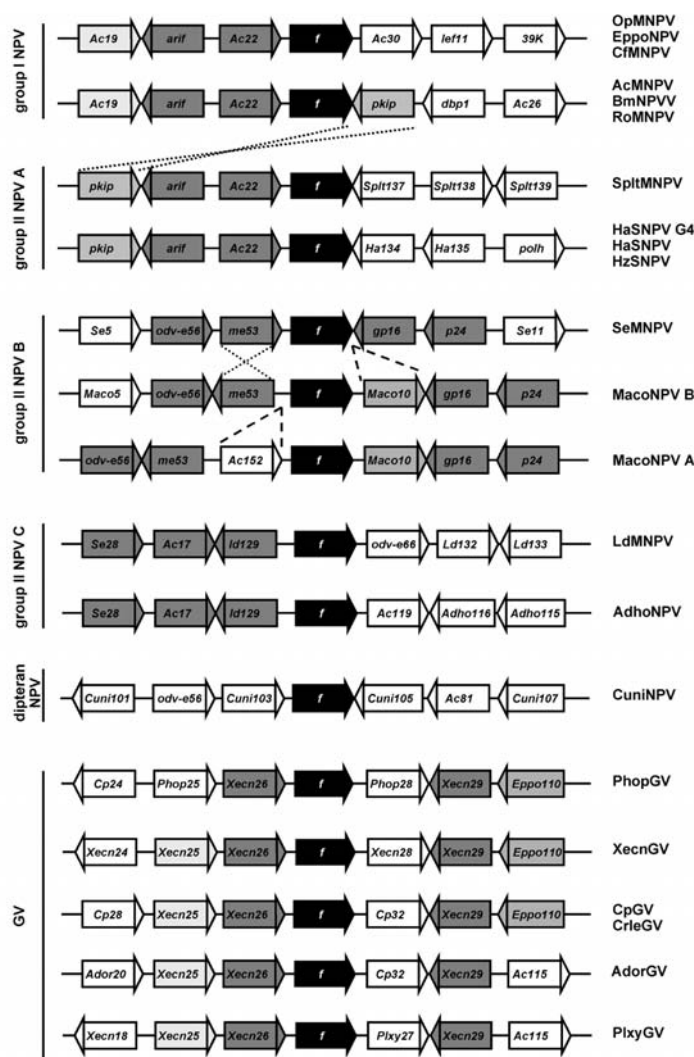 group I NPV
Ac19 arif Ac22 f Ac30 lef11 39K
OpMNPV
EppoNPV
CfMNPV
Ac19 arif Ac22 f pkip dbp1 Ac26
AcMNPV
BmNPVV
RoMNPV
group II NPV A
pkip arif Ac22 f Splt137 Splt138 Splt139
SpltMNPV
pkip arif Ac22 f Ha134 Ha135 polh
HaSNPV G4
HaSNPV
HzSNPV
group II NPV B
Se5 odv-e56 me53 f gp16 p24 Se11
SeMNPV
Maco5 odv-e56 me53 f Maco10 gp16 p24
MacoNPV B
odv-e56 me53 Ac152 f Maco10 gp16 p24
MacoNPV A
group II NPV C
Se28 Ac17 ld129 f odv-e66 Ld132 Ld133
LdMNPV
Se28 Ac17 ld129 f Ac119 Adho116 Adho115
AdhoNPV
dipteran
NPV
Cuni101 odv-e56 Cuni103 f Cuni105 Ac81 Cuni107
CuniNPV
GV
Cp24 Phop25 Xecn26 f Phop28 Xecn29 Eppo110
PhopGV
Xecn24 Xecn25 Xecn26 f Xecn28 Xecn29 Eppo110
XecnGV
Cp28 Xecn25 Xecn26 f Cp32 Xecn29 Eppo110
CpGV
CrleGV
Ador20 Xecn25 Xecn26 f Cp32 Xecn29 Ac115
AdorGV
Xecn18 Xecn25 Xecn26 f Plxy27 Xecn29 Ac115
PlxyGV